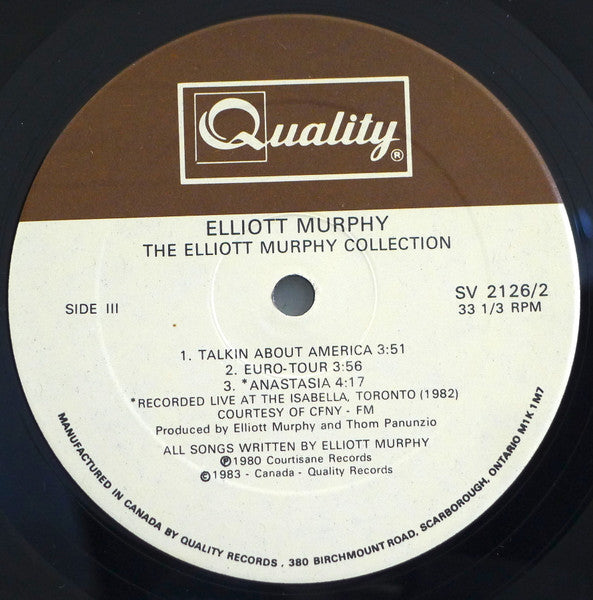 Quality®
ELLIOTT MURPHY
THE ELLIOTT MURPHY COLLECTION
SIDE III
SV 2126/2
33 1/3 RPM
1. TALKIN ABOUT AMERICA 3:51
2. EURO-TOUR 3:56
3. *ANASTASIA 4:17
*RECORDED LIVE AT THE ISABELLA, TORONTO (1982)
COURTESY OF CFNY - FM
Produced by Elliott Murphy and Thom Panunzio
ALL SONGS WRITTEN BY ELLIOTT MURPHY
℗1980 Courtisane Records
©1983 - Canada - Quality Records
MANUFACTURED IN CANADA BY QUALITY RECORDS . 380 BIRCHMOUNT ROAD, SCARBOROUGH, ONTARIO M1K 1M7